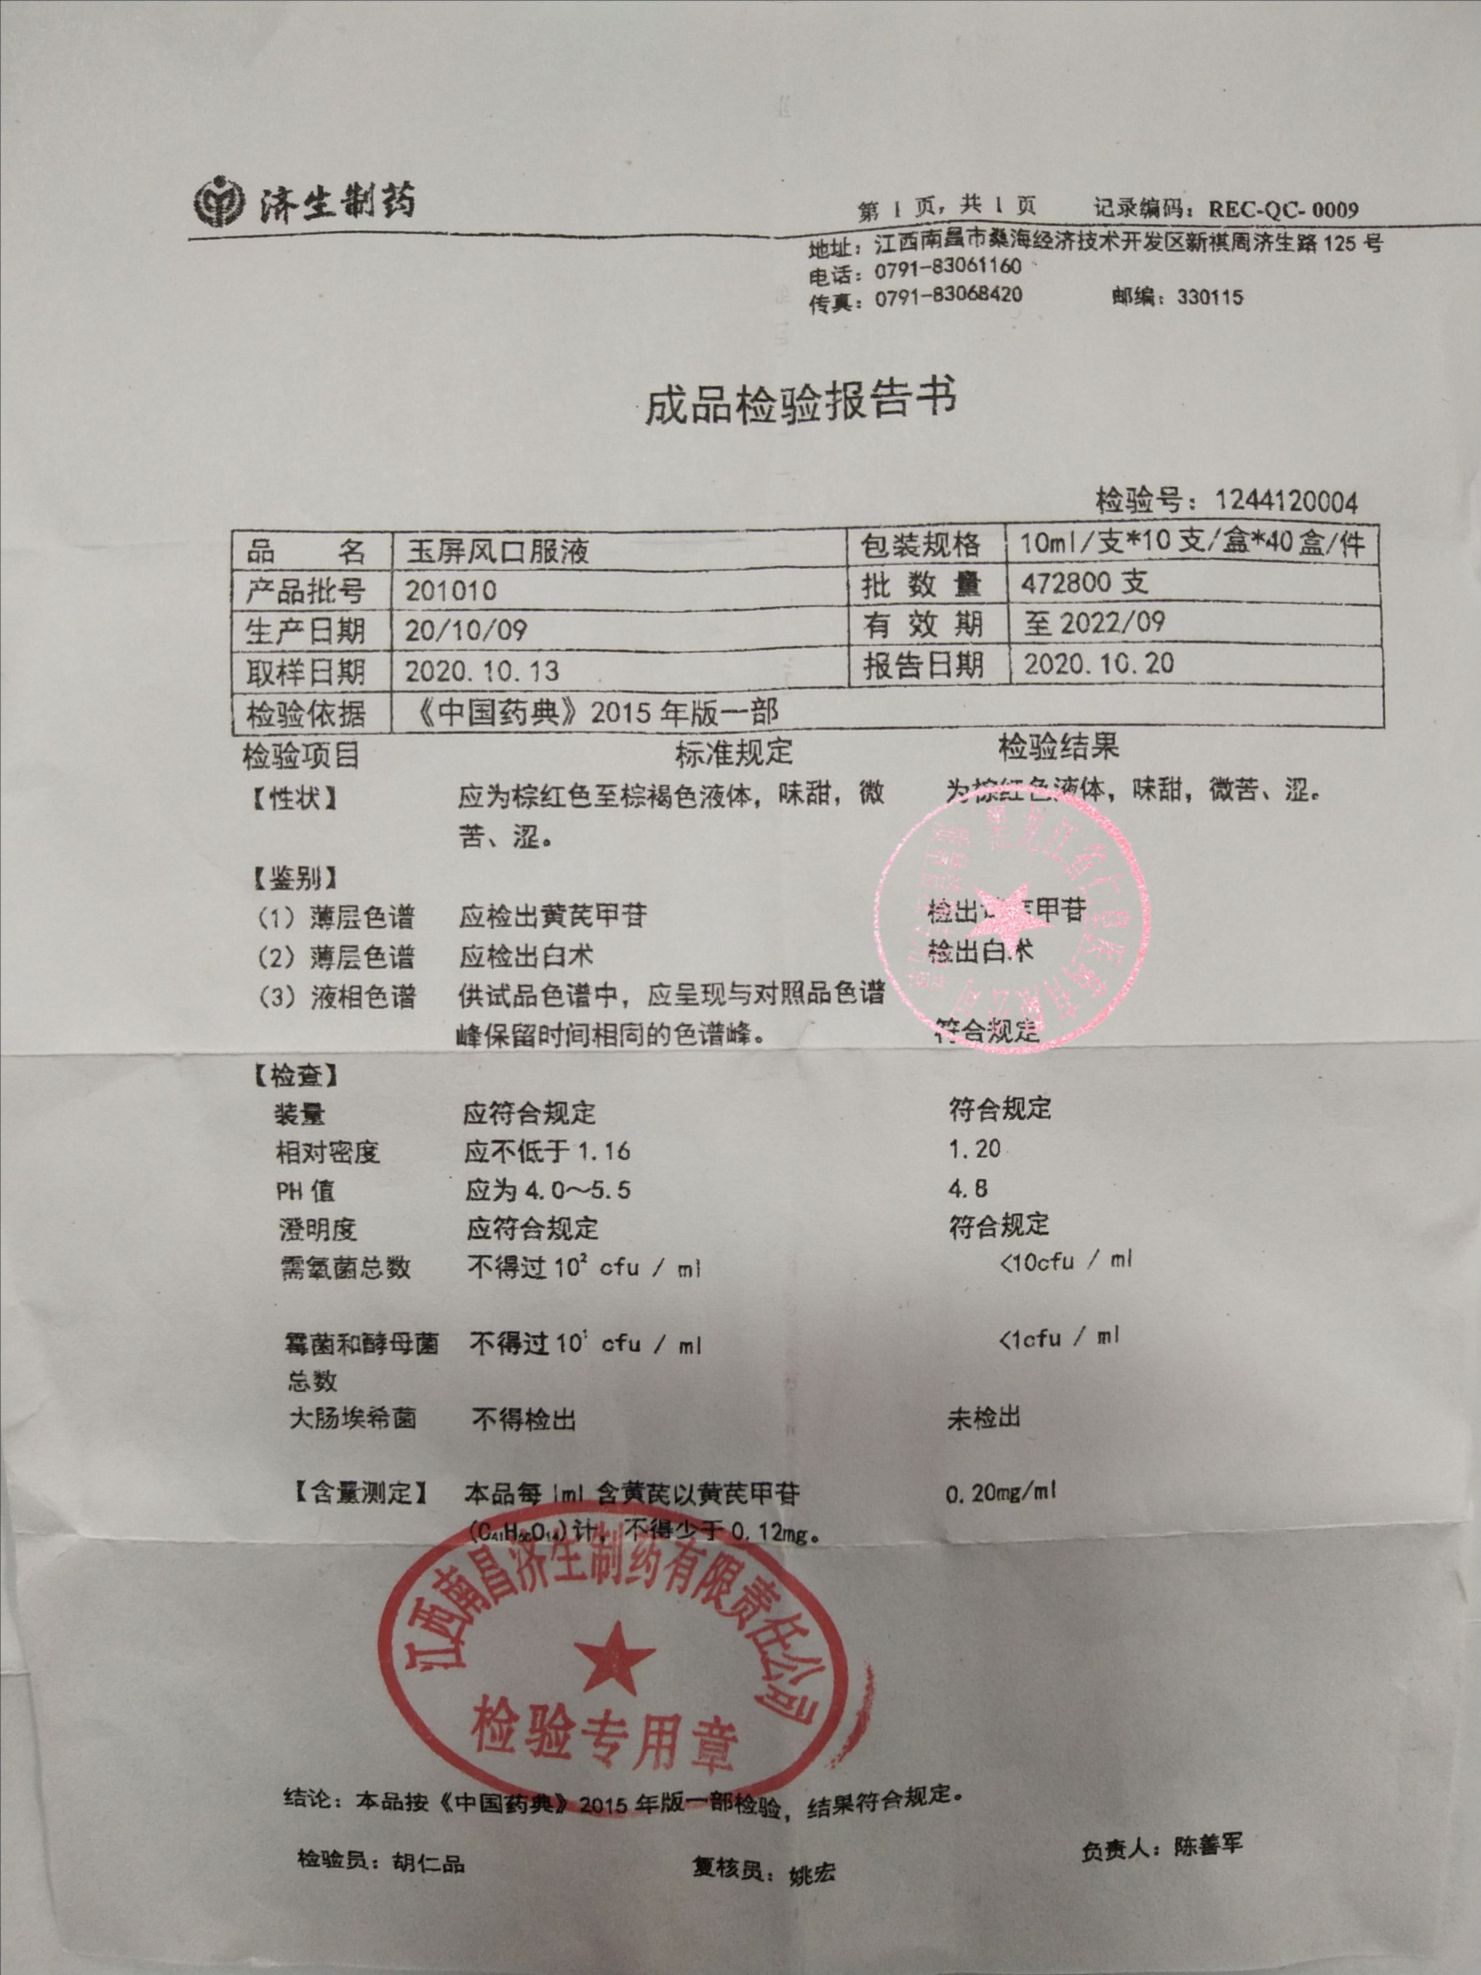 济生制药
第 1 页，共 1 页 记录编码：REC-QC- 0009
地址：江西南昌市桑海经济技术开发区新祺周济生路 125 号
电话：0791-83061160
传真：0791-83068420 邮编：330115
成品检验报告书
检验号：1244120004
品 名 玉屏风口服液 包装规格 10ml/支*10 支/盒*40 盒/件
产品批号 201010 批 数 量 472800 支
生产日期 20/10/09 有 效 期 至 2022/09
取样日期 2020.10.13 报告日期 2020.10.20
检验依据 《中国药典》2015 年版一部
检验项目 标准规定 检验结果
【性状】 应为棕红色至棕褐色液体，味甜，微 为棕红色液体，味甜，微苦、涩。
苦、涩。
【鉴别】
（1）薄层色谱 应检出黄芪甲苷 检出黄芪甲苷
（2）薄层色谱 应检出白术 检出白术
（3）液相色谱 供试品色谱中，应呈现与对照品色谱
峰保留时间相同的色谱峰。 符合规定
【检查】
装量 应符合规定 符合规定
相对密度 应不低于 1.16 1.20
PH 值 应为 4.0～5.5 4.8
澄明度 应符合规定 符合规定
需氧菌总数 不得过 10² cfu / ml <10cfu / ml
霉菌和酵母菌 不得过 10¹ cfu / ml <1cfu / ml
总数
大肠埃希菌 不得检出 未检出
【含量测定】 本品每 1ml 含黄芪以黄芪甲苷 0.20mg/ml
(C₄₁H₆₈O₁₄)计，不得少于 0.12mg。
江西南昌济生制药有限责任公司
检验专用章
结论：本品按《中国药典》2015 年版一部检验，结果符合规定。
检验员：胡仁品 复核员：姚宏 负责人：陈善军